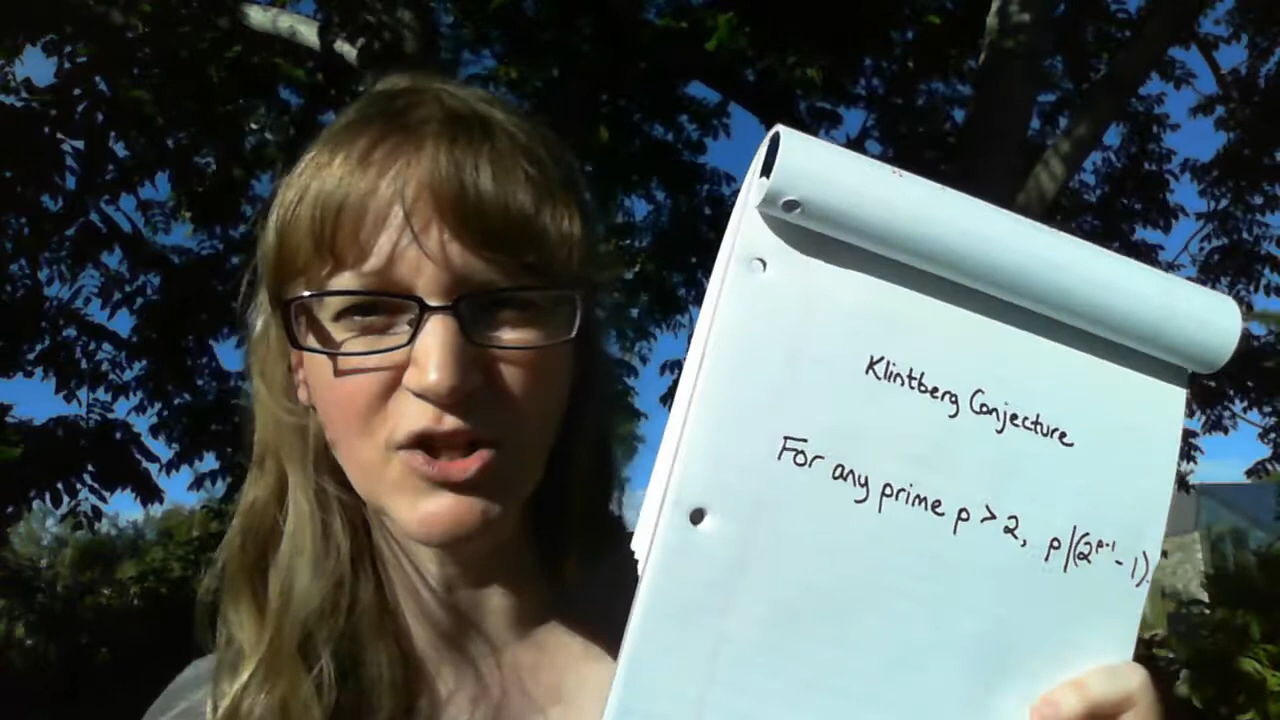 Klintberg Conjecture
For any prime p > 2, p|(2^{p-1} - 1).